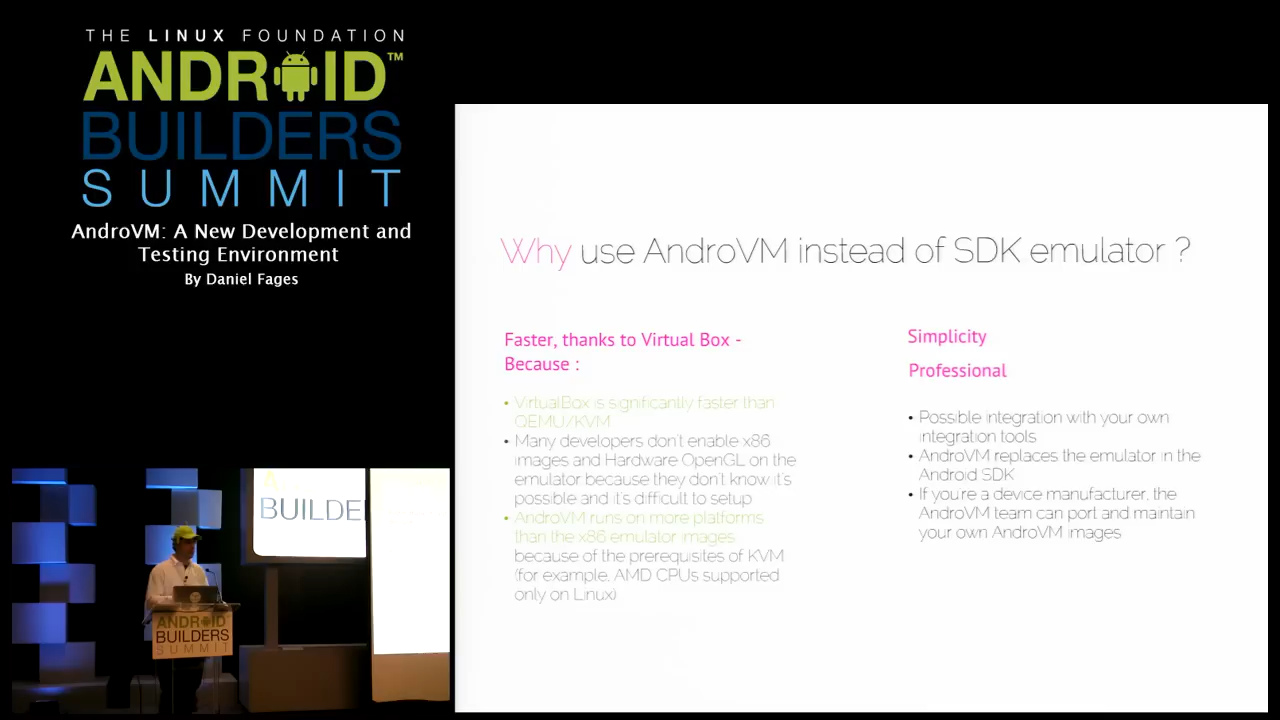 THE LINUX FOUNDATION
ANDROID™
BUILDERS
SUMMIT
AndroVM: A New Development and
Testing Environment
By Daniel Fages
Why use AndroVM instead of SDK emulator ?
Faster, thanks to Virtual Box -
Because :
• VirtualBox is significantly faster than
QEMU/KVM
• Many developers don't enable x86
images and Hardware OpenGL on the
emulator because they don't know it's
possible and it's difficult to setup
• AndroVM runs on more platforms
than the x86 emulator images,
because of the prerequisites of KVM
(for example, AMD CPUs supported
only on Linux)
Simplicity
Professional
• Possible integration with your own
integration tools
• AndroVM replaces the emulator in the
Android SDK
• If you're a device manufacturer, the
AndroVM team can port and maintain
your own AndroVM images
A
BUILDE
ANDROID
BUILDERS
SUMMIT